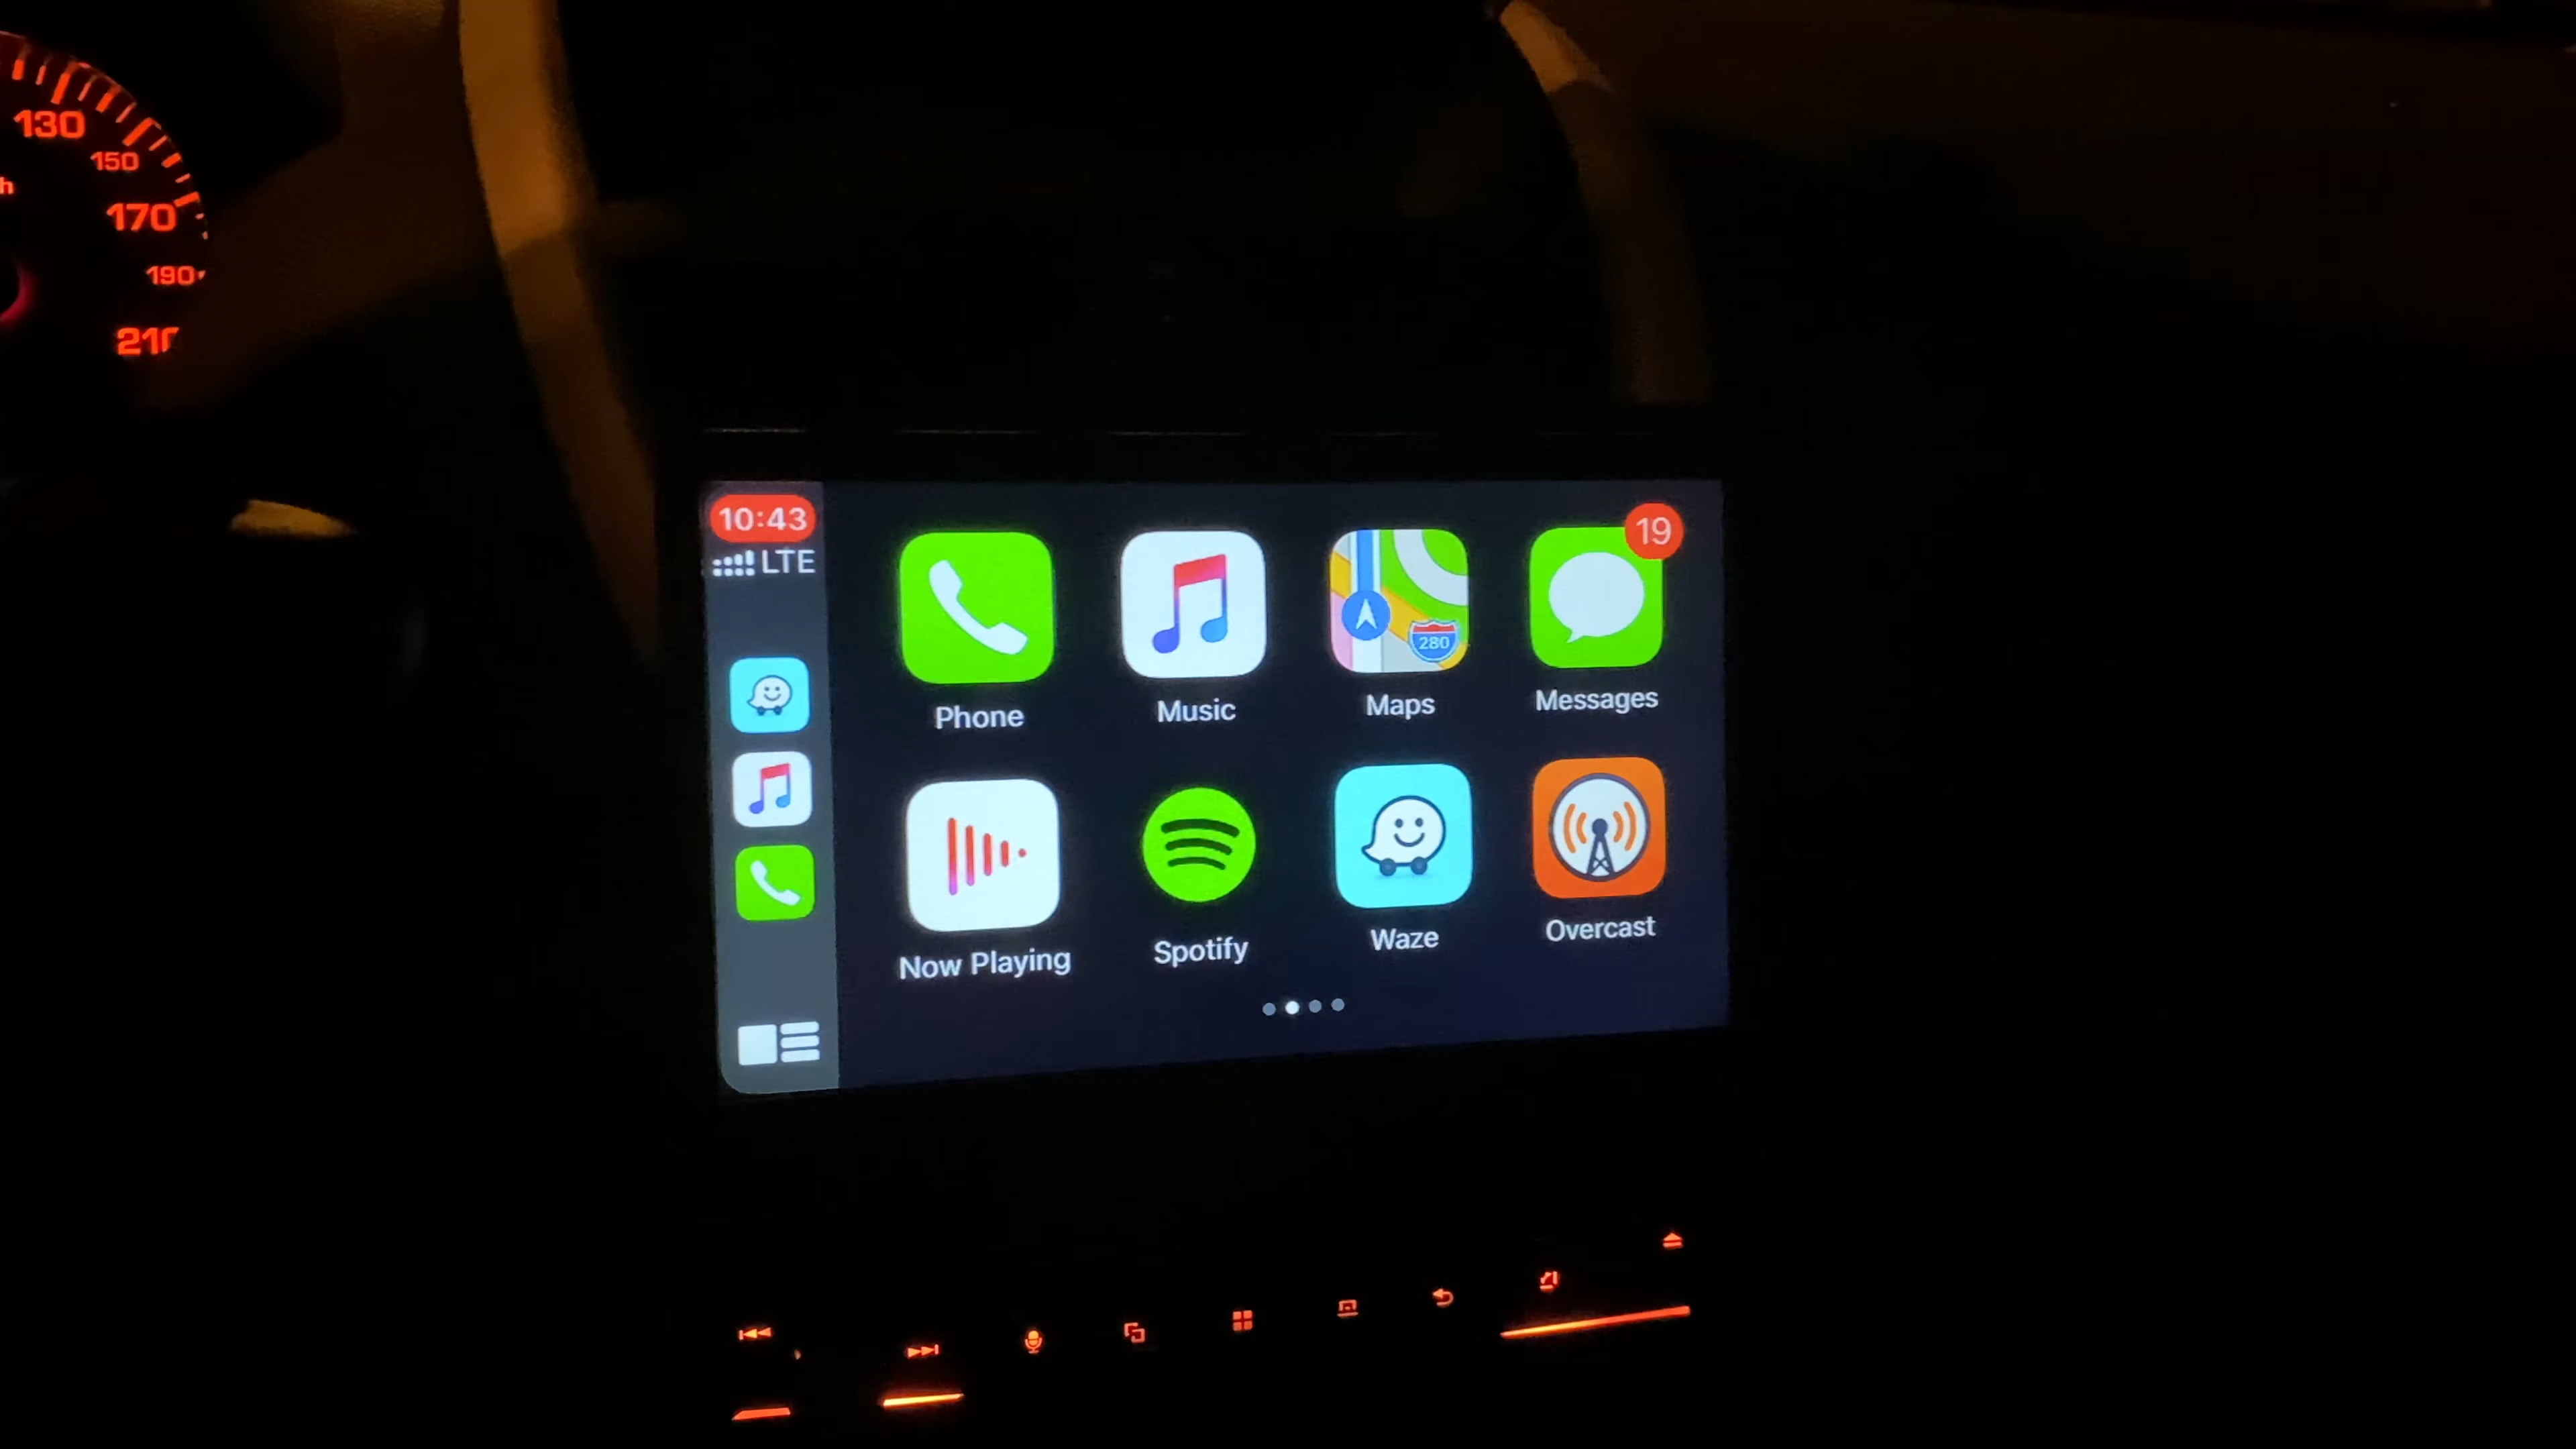 130
150
170
190
10:43
LTE
19
280
Phone
Music
Maps
Messages
Now Playing
Spotify
Waze
Overcast